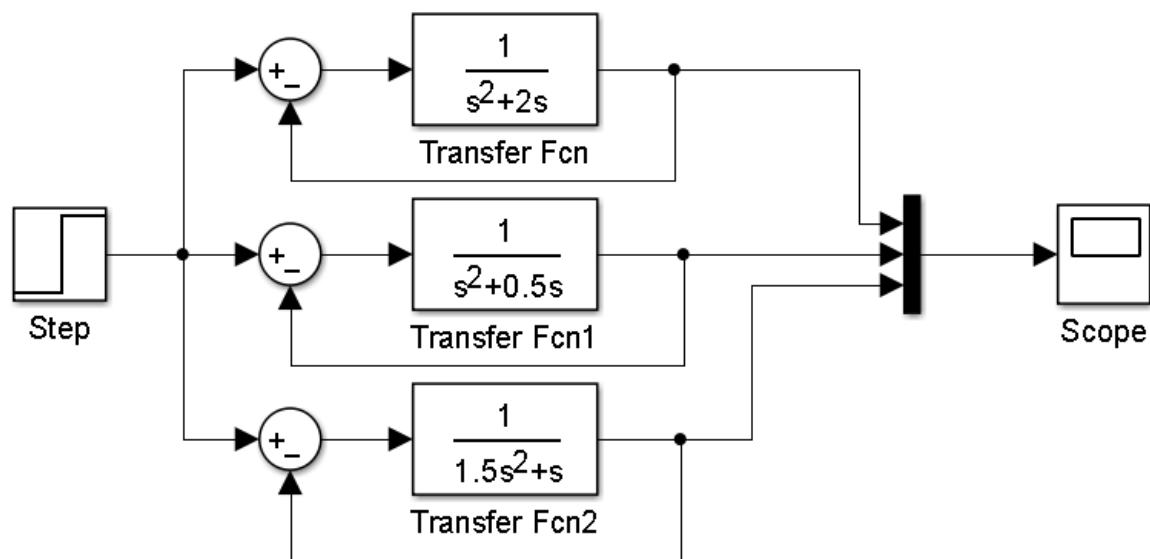 +
−
1
s²+2s
Transfer Fcn
Step
+
−
1
s²+0.5s
Transfer Fcn1
Scope
+
−
1
1.5s²+s
Transfer Fcn2